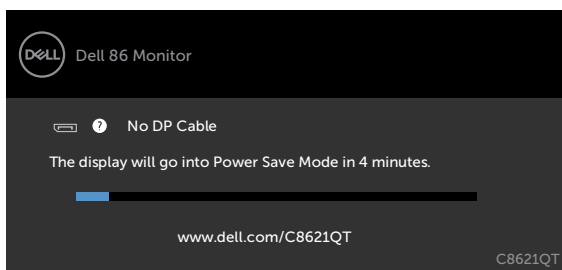 DELL
Dell 86 Monitor
? No DP Cable
The display will go into Power Save Mode in 4 minutes.
www.dell.com/C8621QT
C8621QT